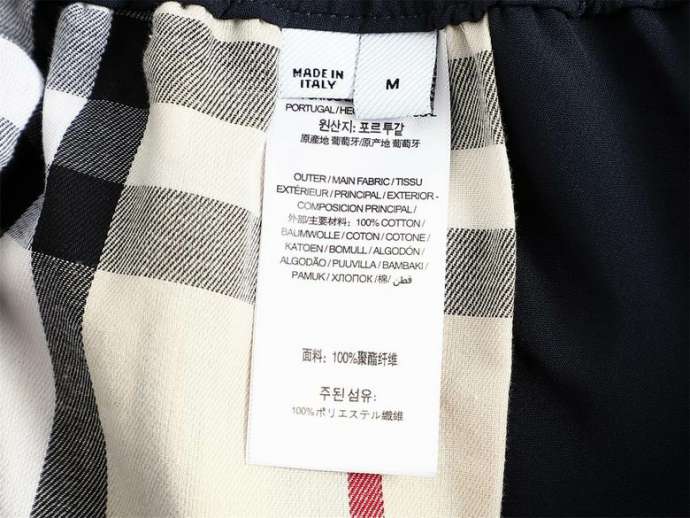 MADE IN
ITALY
M
PORTUGAL/
원산지: 포르투갈
原産地 葡萄牙/原产地 葡萄牙
OUTER / MAIN FABRIC / TISSU
EXTÉRIEUR / PRINCIPAL / EXTERIOR -
COMPOSICION PRINCIPAL /
外部/主要材料: 100% COTTON /
BAUMWOLLE / COTON / COTONE /
KATOEN / BOMULL / ALGODÓN /
ALGODÃO / PUUVILLA / BAMBAKI /
PAMUK / ХЛОПОК / 棉 / قطن
面料: 100%聚酯纤维
주된 섬유:
100%ポリエステル繊維